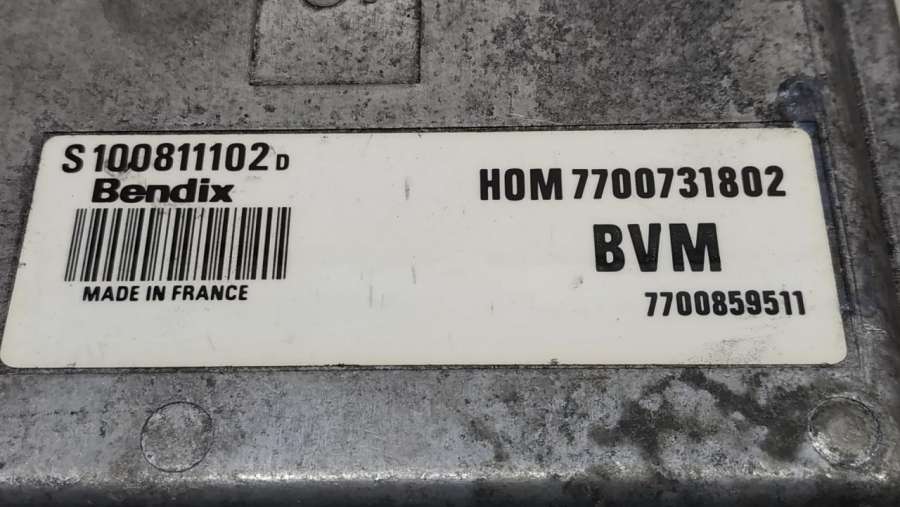 S100811102 D
Bendix
MADE IN FRANCE
HOM 7700731802
BVM
7700859511